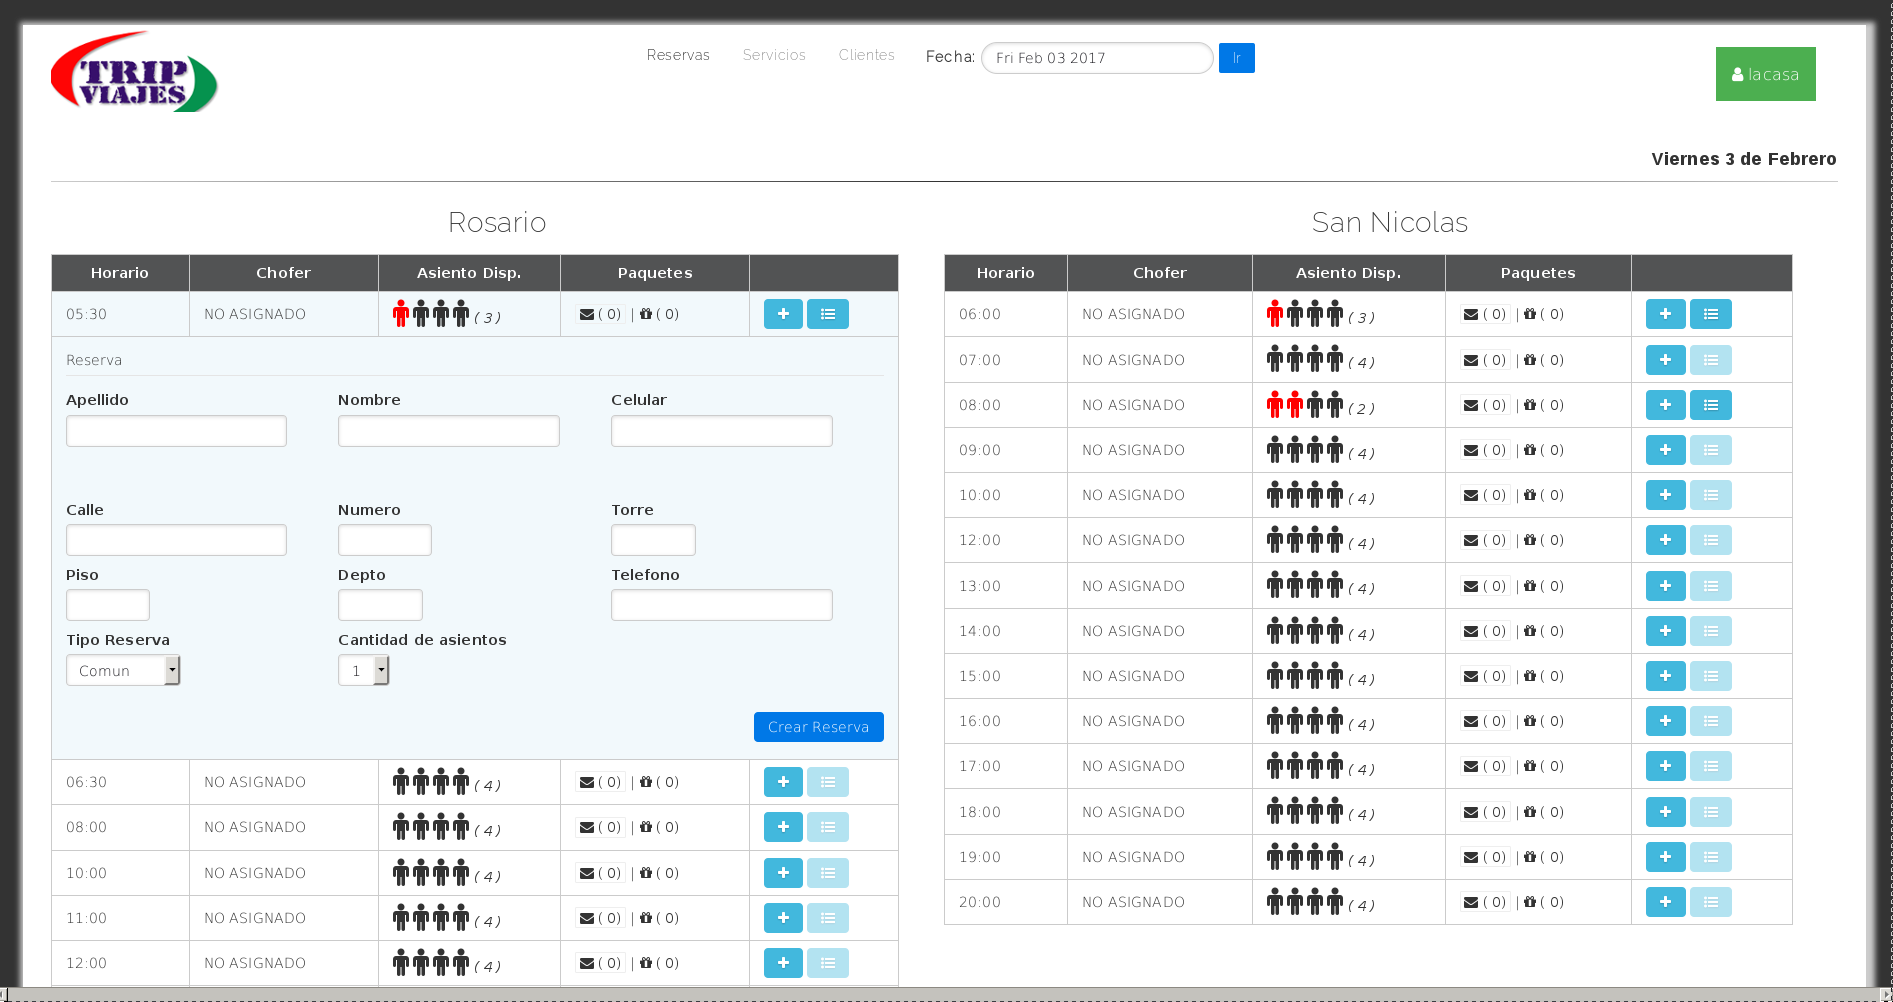 TRIP
VIAJES
Reservas Servicios Clientes Fecha: Fri Feb 03 2017 Ir
lacasa
Viernes 3 de Febrero
Rosario
Horario Chofer Asiento Disp. Paquetes
05:30 NO ASIGNADO ( 3 ) ( 0) | ( 0)
Reserva
Apellido Nombre Celular
Calle Numero Torre
Piso Depto Telefono
Tipo Reserva Cantidad de asientos
Comun 1
Crear Reserva
06:30 NO ASIGNADO ( 4 ) ( 0) | ( 0)
08:00 NO ASIGNADO ( 4 ) ( 0) | ( 0)
10:00 NO ASIGNADO ( 4 ) ( 0) | ( 0)
11:00 NO ASIGNADO ( 4 ) ( 0) | ( 0)
12:00 NO ASIGNADO ( 4 ) ( 0) | ( 0)
San Nicolas
Horario Chofer Asiento Disp. Paquetes
06:00 NO ASIGNADO ( 3 ) ( 0) | ( 0)
07:00 NO ASIGNADO ( 4 ) ( 0) | ( 0)
08:00 NO ASIGNADO ( 2 ) ( 0) | ( 0)
09:00 NO ASIGNADO ( 4 ) ( 0) | ( 0)
10:00 NO ASIGNADO ( 4 ) ( 0) | ( 0)
12:00 NO ASIGNADO ( 4 ) ( 0) | ( 0)
13:00 NO ASIGNADO ( 4 ) ( 0) | ( 0)
14:00 NO ASIGNADO ( 4 ) ( 0) | ( 0)
15:00 NO ASIGNADO ( 4 ) ( 0) | ( 0)
16:00 NO ASIGNADO ( 4 ) ( 0) | ( 0)
17:00 NO ASIGNADO ( 4 ) ( 0) | ( 0)
18:00 NO ASIGNADO ( 4 ) ( 0) | ( 0)
19:00 NO ASIGNADO ( 4 ) ( 0) | ( 0)
20:00 NO ASIGNADO ( 4 ) ( 0) | ( 0)